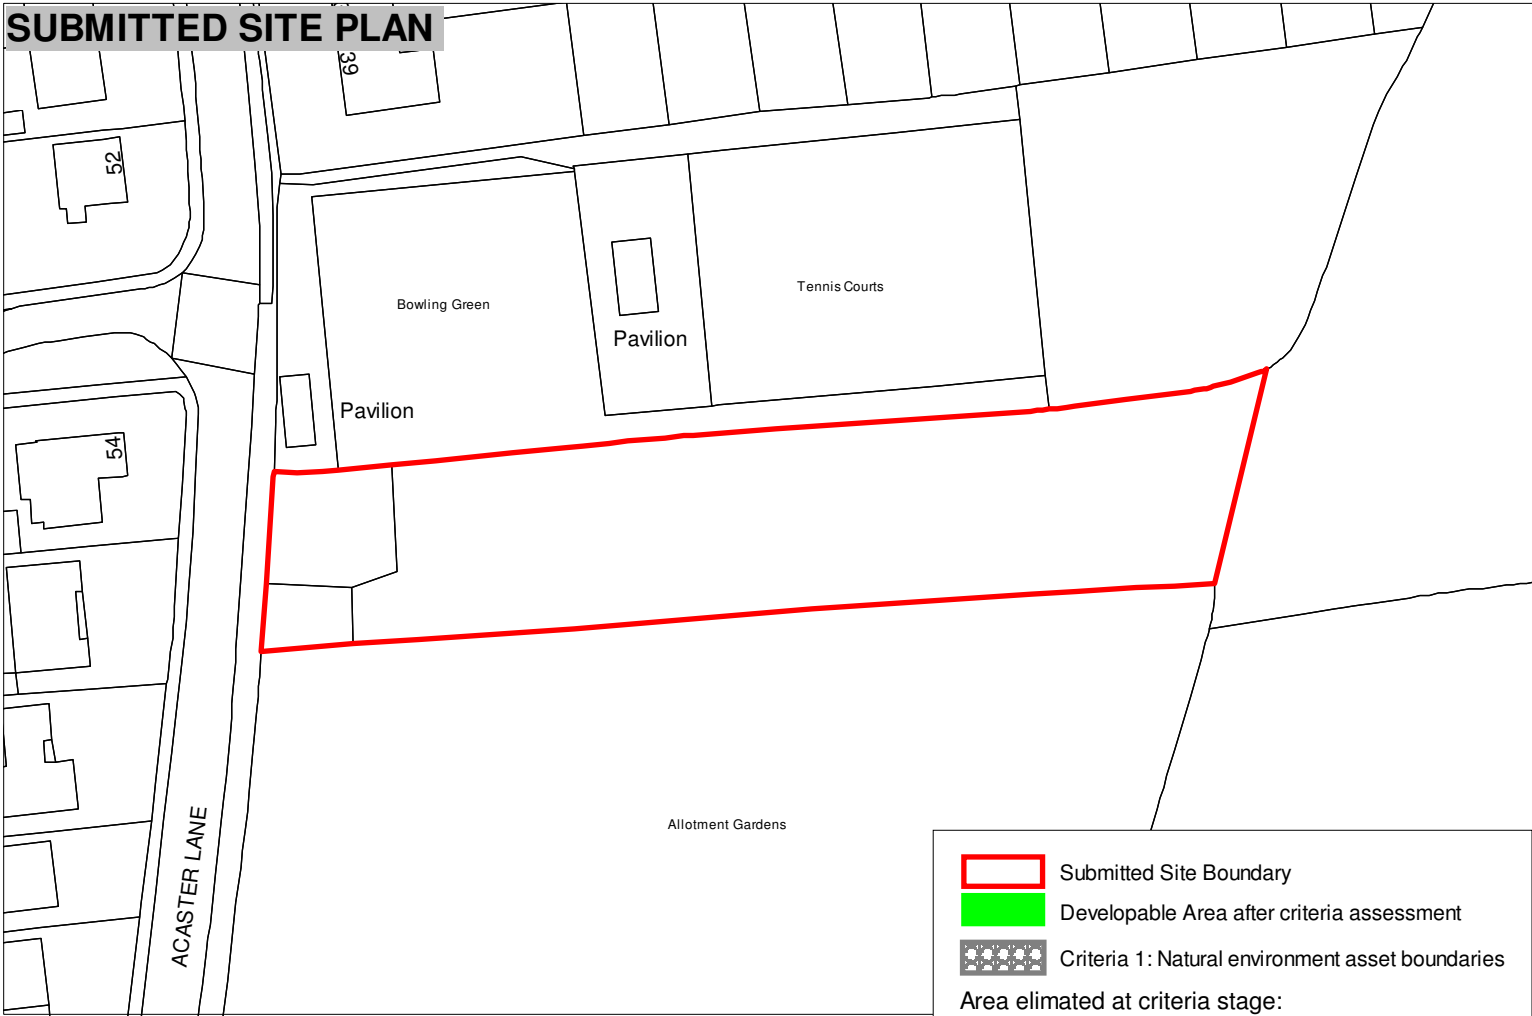 SUBMITTED SITE PLAN
39
52
Tennis Courts
Bowling Green
Pavilion
Pavilion
54
Allotment Gardens
ACASTER LANE
Submitted Site Boundary
Developable Area after criteria assessment
Criteria 1: Natural environment asset boundaries
Area elimated at criteria stage: